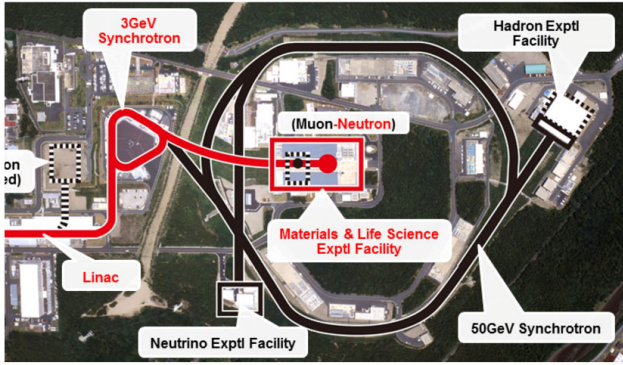 3GeV
Synchrotron
Hadron Exptl
Facility
(Muon-Neutron)
on
ed)
Materials & Life Science
Exptl Facility
Linac
Neutrino Exptl Facility
50GeV Synchrotron